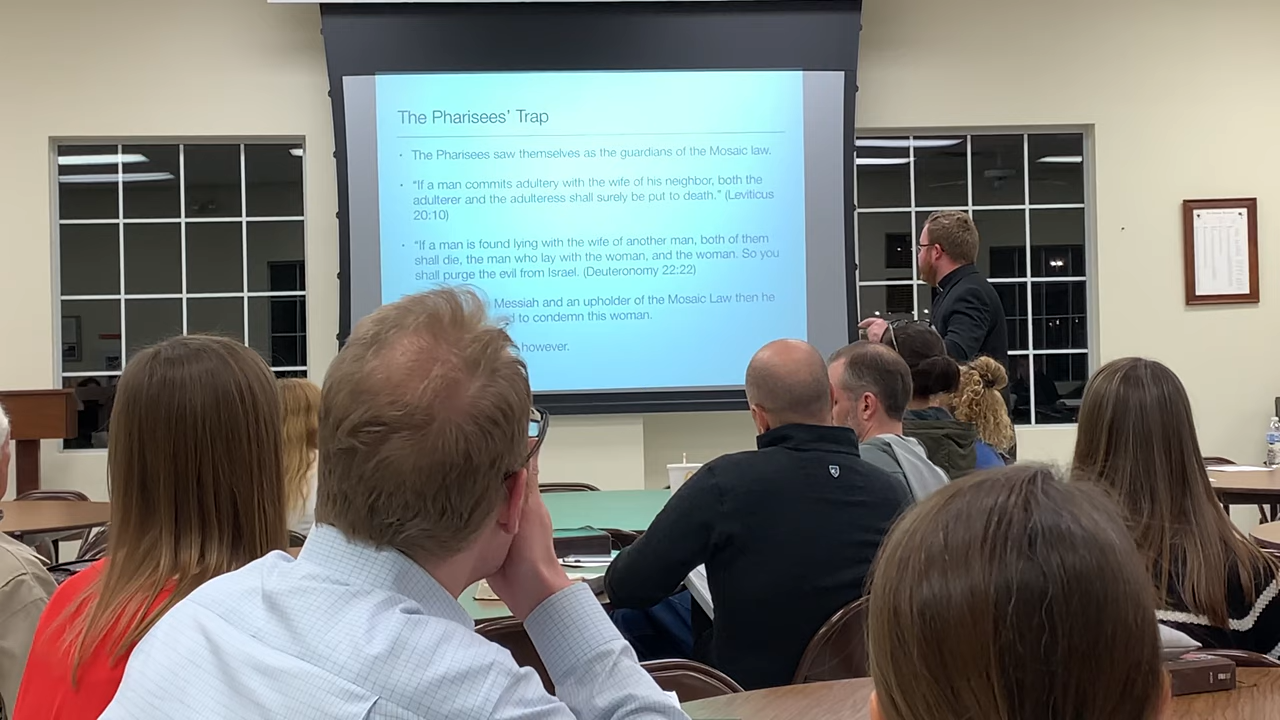 The Pharisees' Trap
• The Pharisees saw themselves as the guardians of the Mosaic law.
• "If a man commits adultery with the wife of his neighbor, both the
adulterer and the adulteress shall surely be put to death." (Leviticus
20:10)
• "If a man is found lying with the wife of another man, both of them
shall die, the man who lay with the woman, and the woman. So you
shall purge the evil from Israel. (Deuteronomy 22:22)
Messiah and an upholder of the Mosaic Law then he
to condemn this woman.
however.